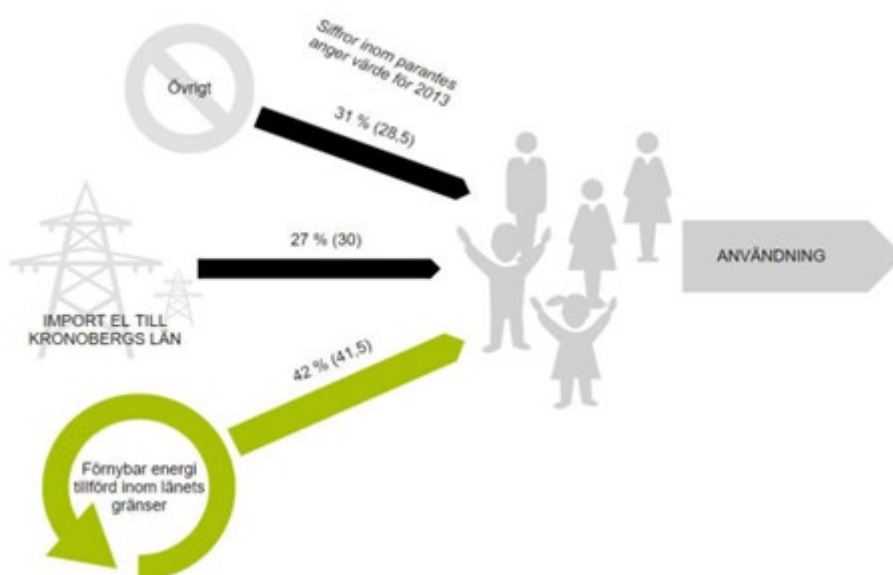 Siffror inom parantes
anger värde för 2013
Övrigt
31 % (28,5)
27 % (30)
IMPORT EL TILL
KRONOBERGS LÄN
ANVÄNDNING
42 % (41,5)
Förnybar energi
tillförd inom länets
gränser